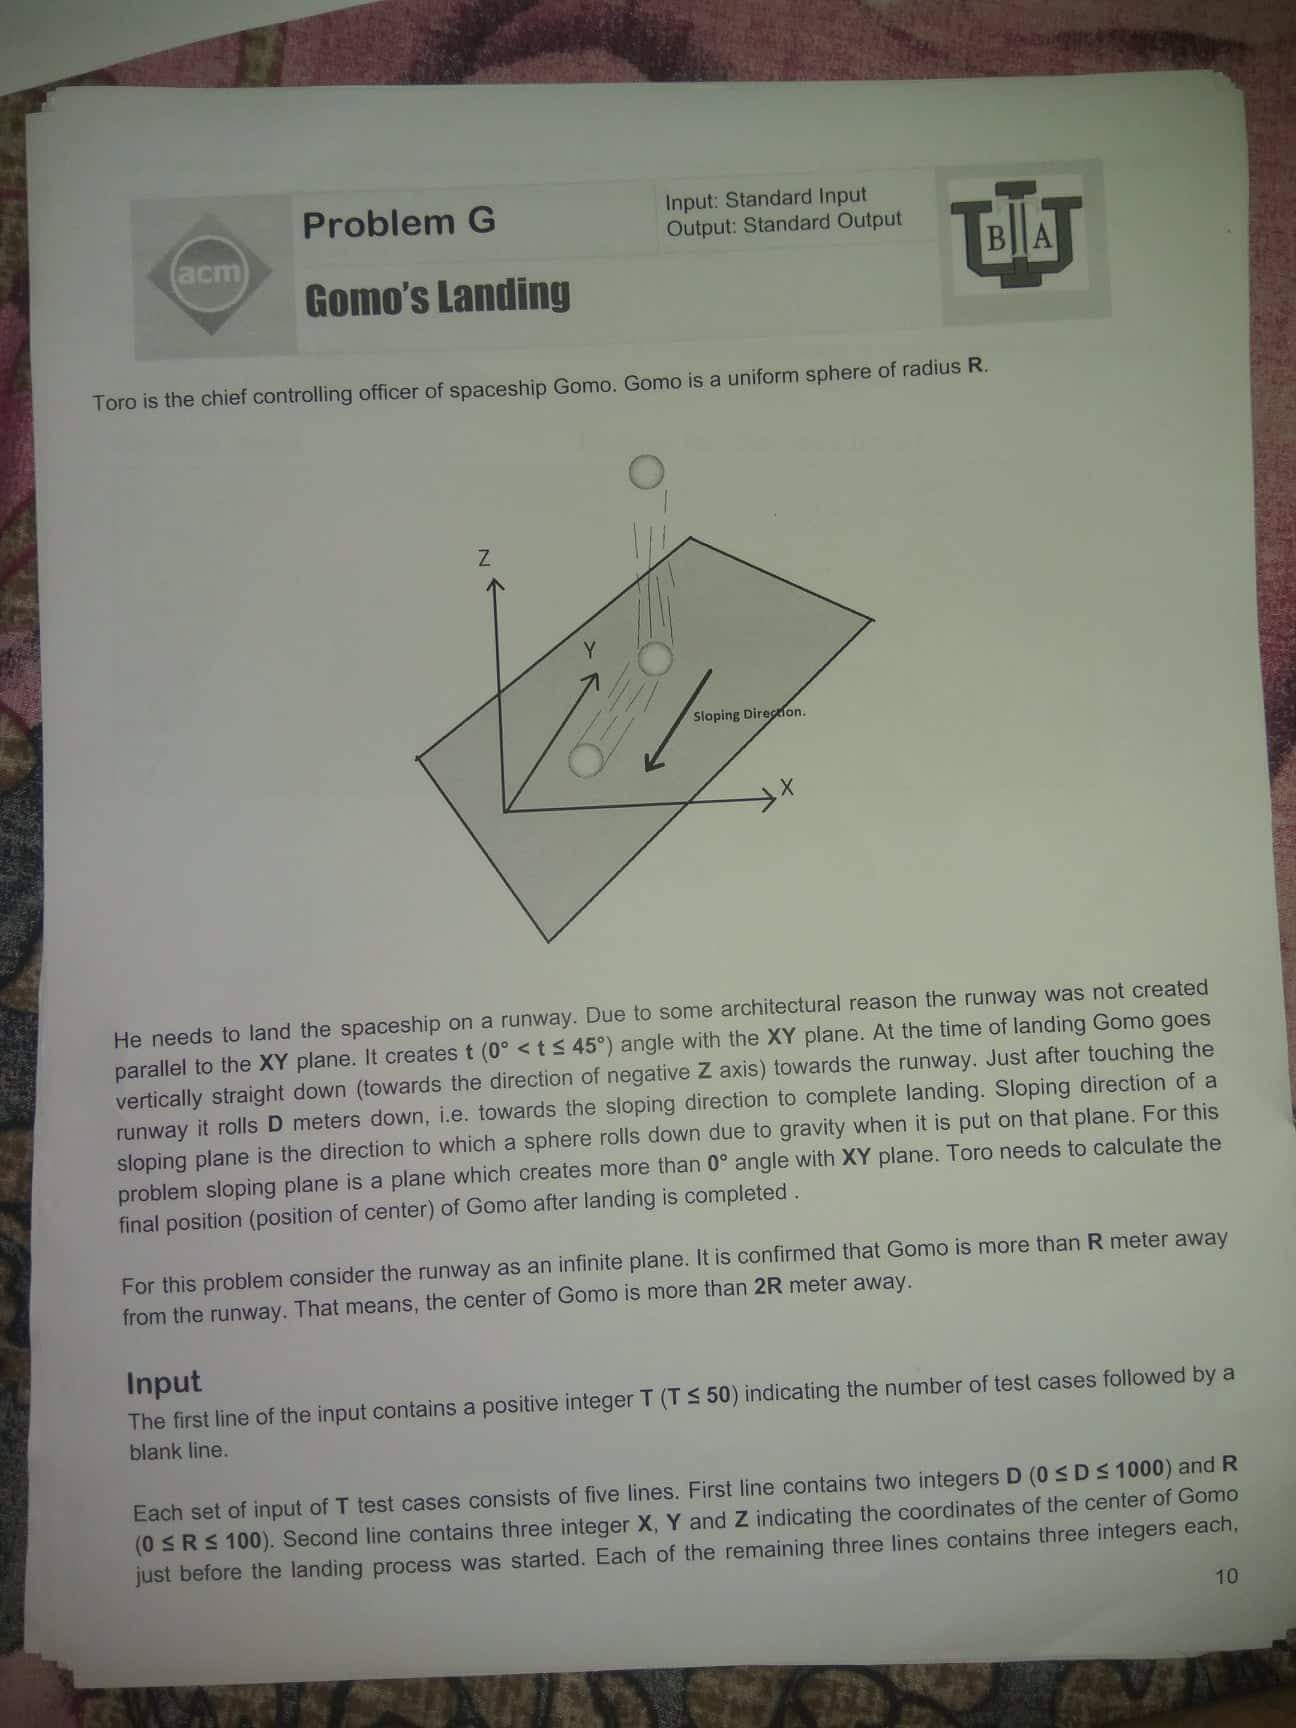 acm
Problem G
Input: Standard Input
Output: Standard Output
IIUT
BA
Gomo's Landing
Toro is the chief controlling officer of spaceship Gomo. Gomo is a uniform sphere of radius R.
Z
Y
Sloping Direction.
X
He needs to land the spaceship on a runway. Due to some architectural reason the runway was not created
parallel to the XY plane. It creates t (0° < t ≤ 45°) angle with the XY plane. At the time of landing Gomo goes
vertically straight down (towards the direction of negative Z axis) towards the runway. Just after touching the
runway it rolls D meters down, i.e. towards the sloping direction to complete landing. Sloping direction of a
sloping plane is the direction to which a sphere rolls down due to gravity when it is put on that plane. For this
problem sloping plane is a plane which creates more than 0° angle with XY plane. Toro needs to calculate the
final position (position of center) of Gomo after landing is completed .
For this problem consider the runway as an infinite plane. It is confirmed that Gomo is more than R meter away
from the runway. That means, the center of Gomo is more than 2R meter away.
Input
The first line of the input contains a positive integer T (T ≤ 50) indicating the number of test cases followed by a
blank line.
Each set of input of T test cases consists of five lines. First line contains two integers D (0 ≤ D ≤ 1000) and R
(0 ≤ R ≤ 100). Second line contains three integer X, Y and Z indicating the coordinates of the center of Gomo
just before the landing process was started. Each of the remaining three lines contains three integers each,
10